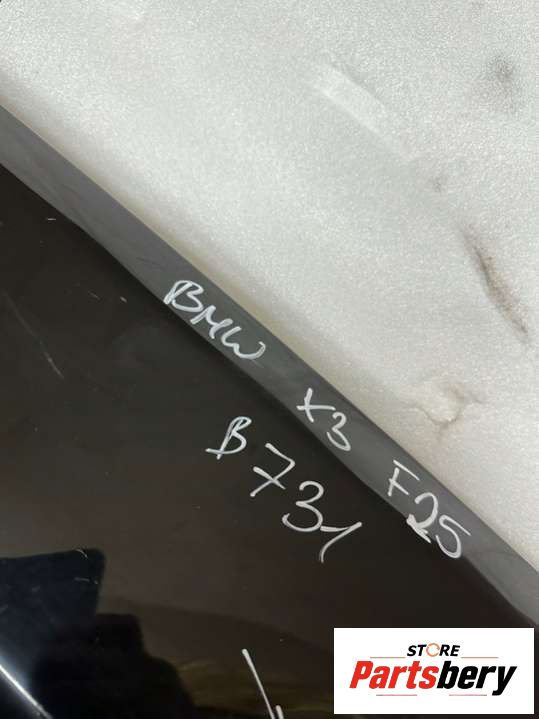 BMW X3 F25
B731
STORE
Partsbery